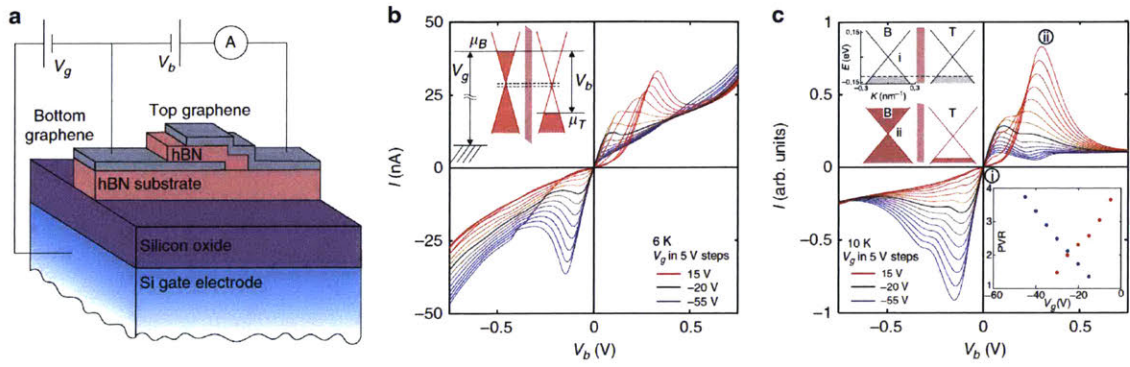 a
V_g
V_b
A
Bottom
graphene
Top graphene
hBN
hBN substrate
Silicon oxide
Si gate electrode
b
50
25
0
−25
−50
I (nA)
μ_B
V_g
V_b
μ_T
6 K
V_g in 5 V steps
15 V
−20 V
−55 V
−0.5
0
0.5
V_b (V)
c
1
0.5
0
−0.5
−1
I (arb. units)
0.15
−0.15
E (eV)
B
T
i
−0.3
0.3
K (nm⁻¹)
B
T
ii
ii
i
10 K
V_g in 5 V steps
15 V
−20 V
−55 V
4
3
2
1
PVR
−60
−40
−20
0
V_g(V)
−0.5
0
0.5
V_b (V)